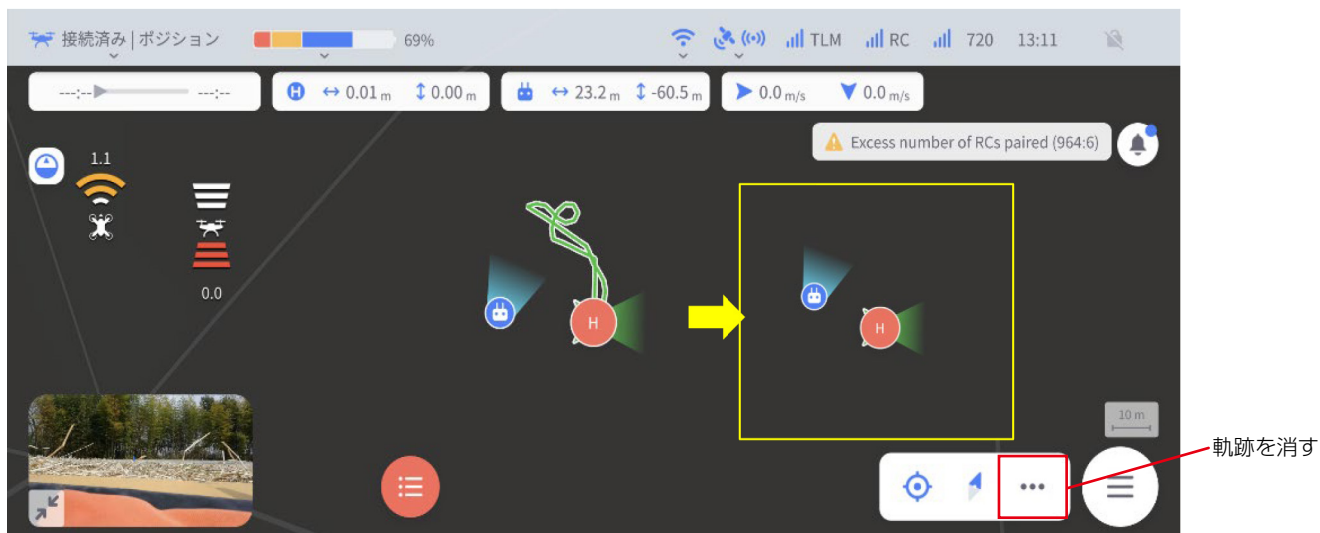 接続済み | ポジション 69% TLM RC 720 13:11
---:-- ---:-- H 0.01 m 0.00 m 23.2 m -60.5 m 0.0 m/s 0.0 m/s
Excess number of RCs paired (964:6)
1.1
0.0
H
H
10 m
軌跡を消す